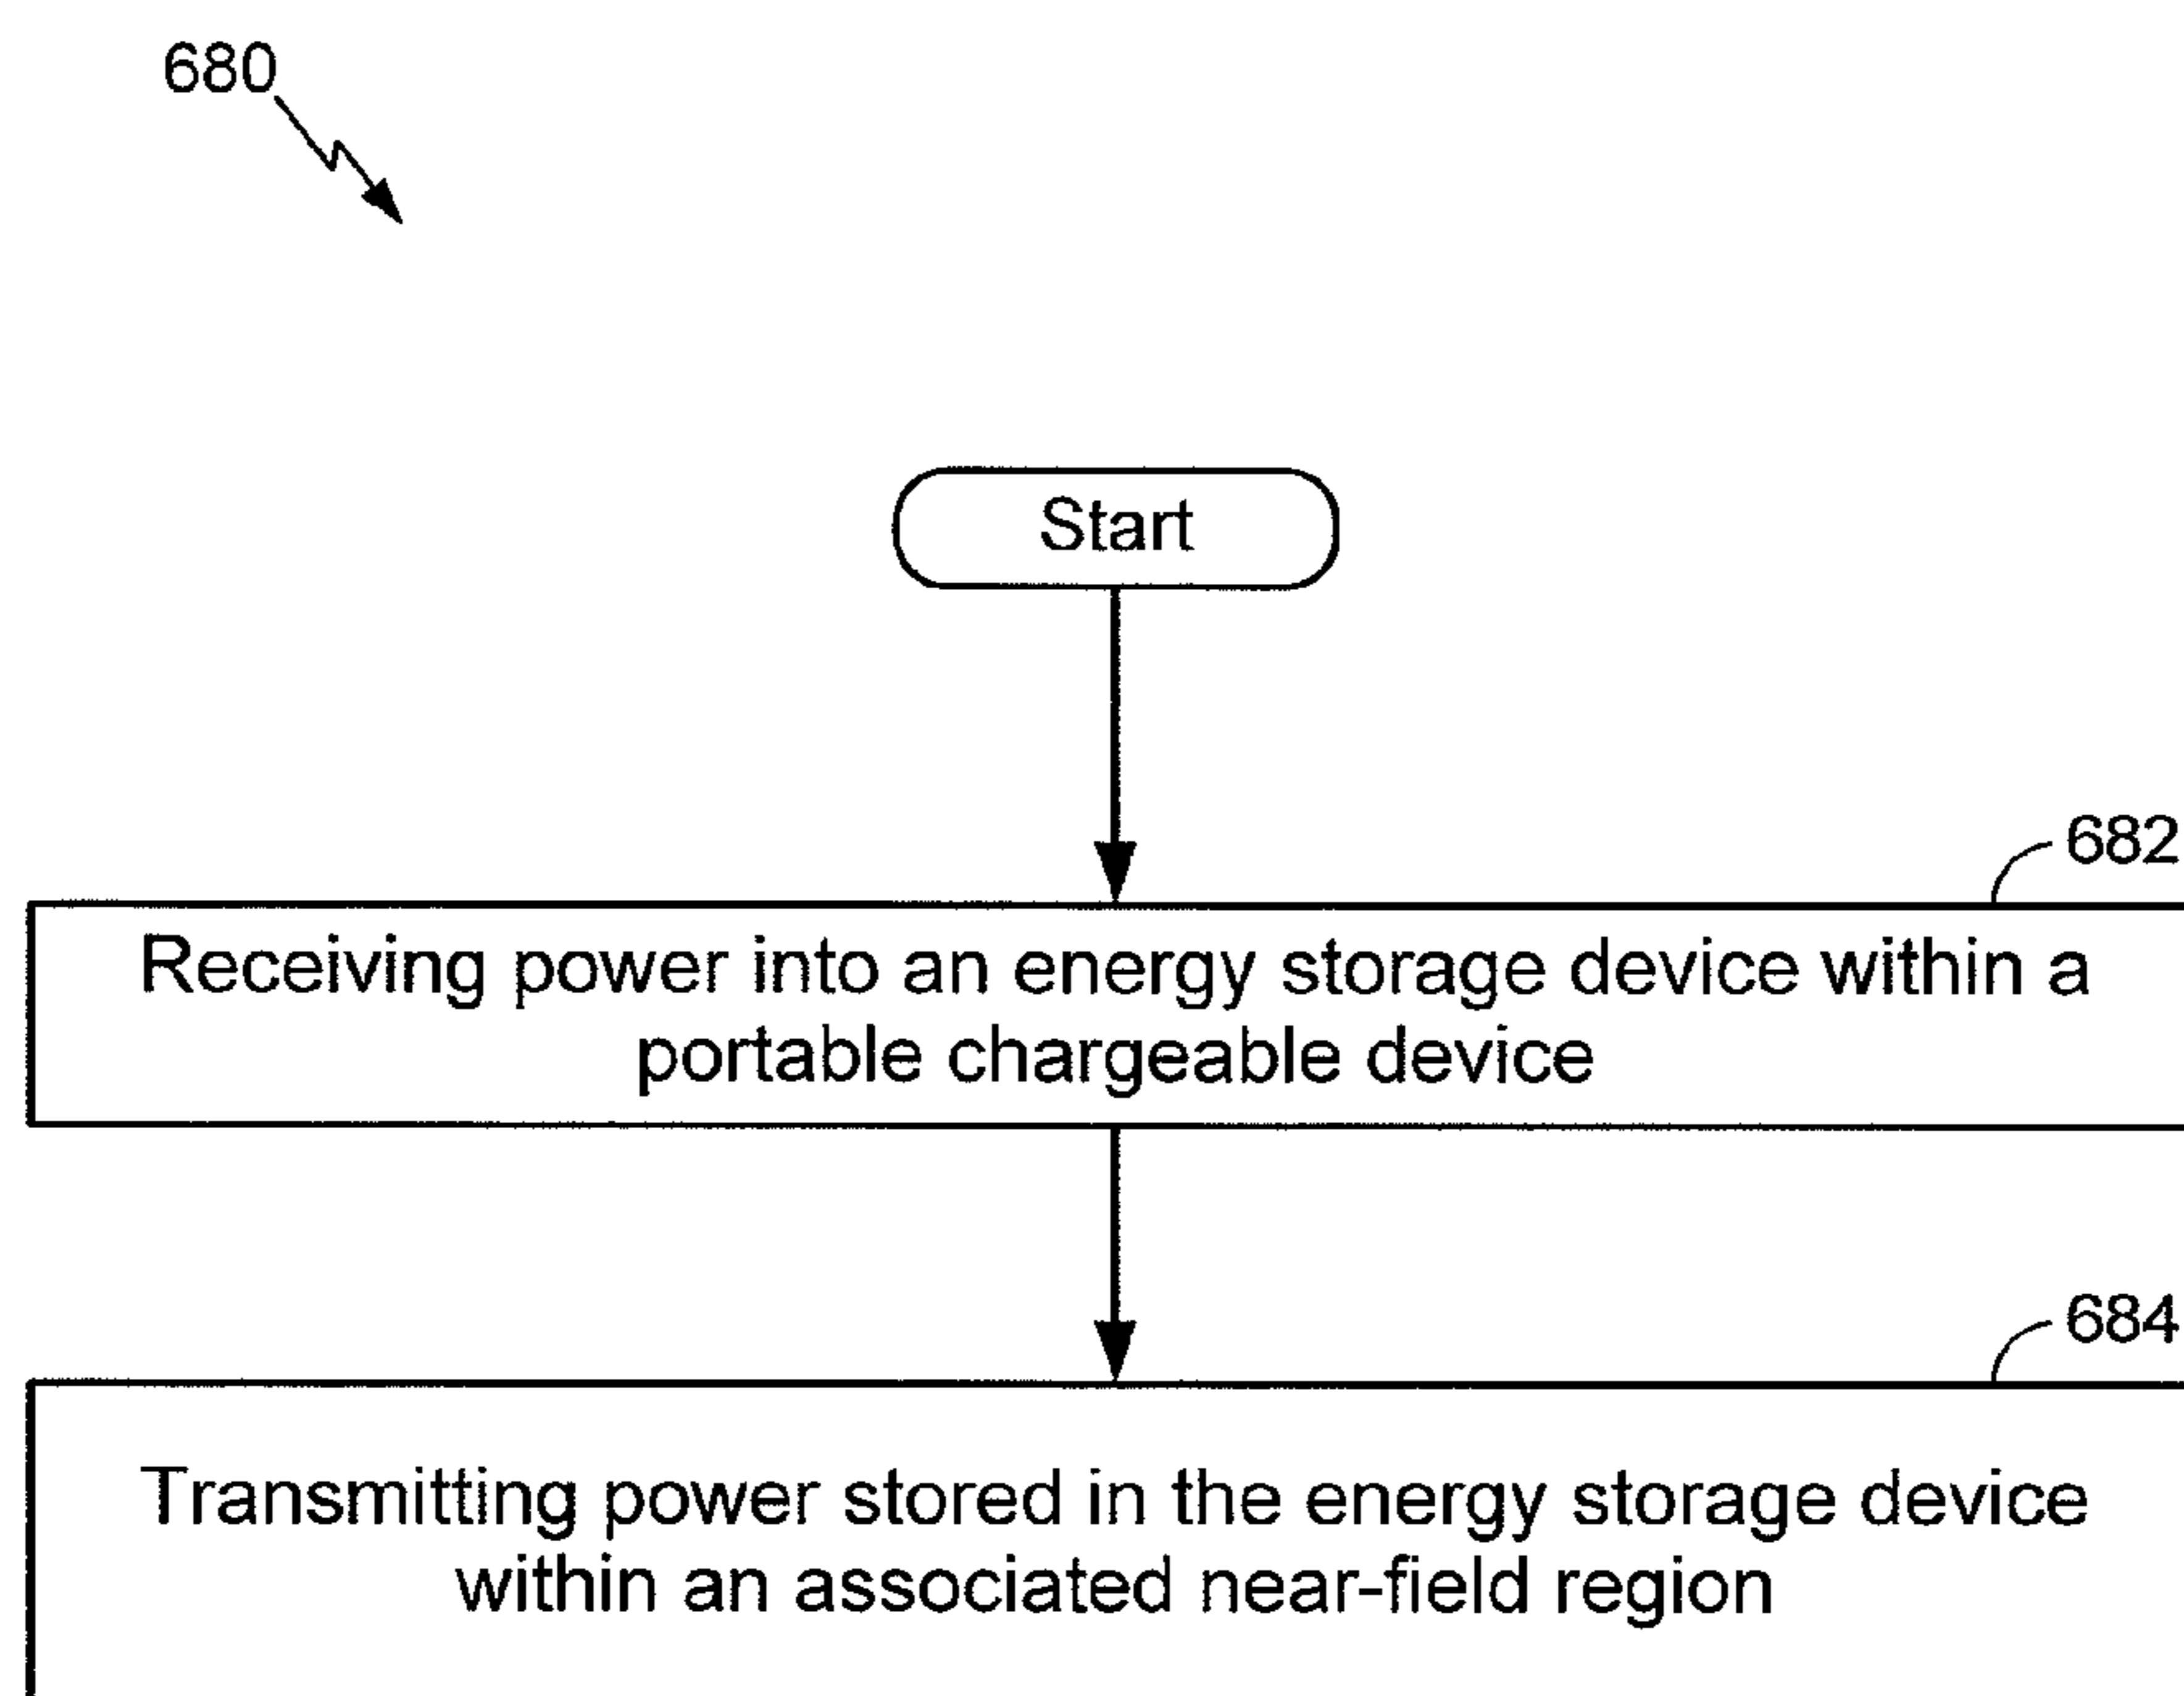 680
Start
682
Receiving power into an energy storage device within a
portable chargeable device
684
Transmitting power stored in the energy storage device
within an associated near-field region